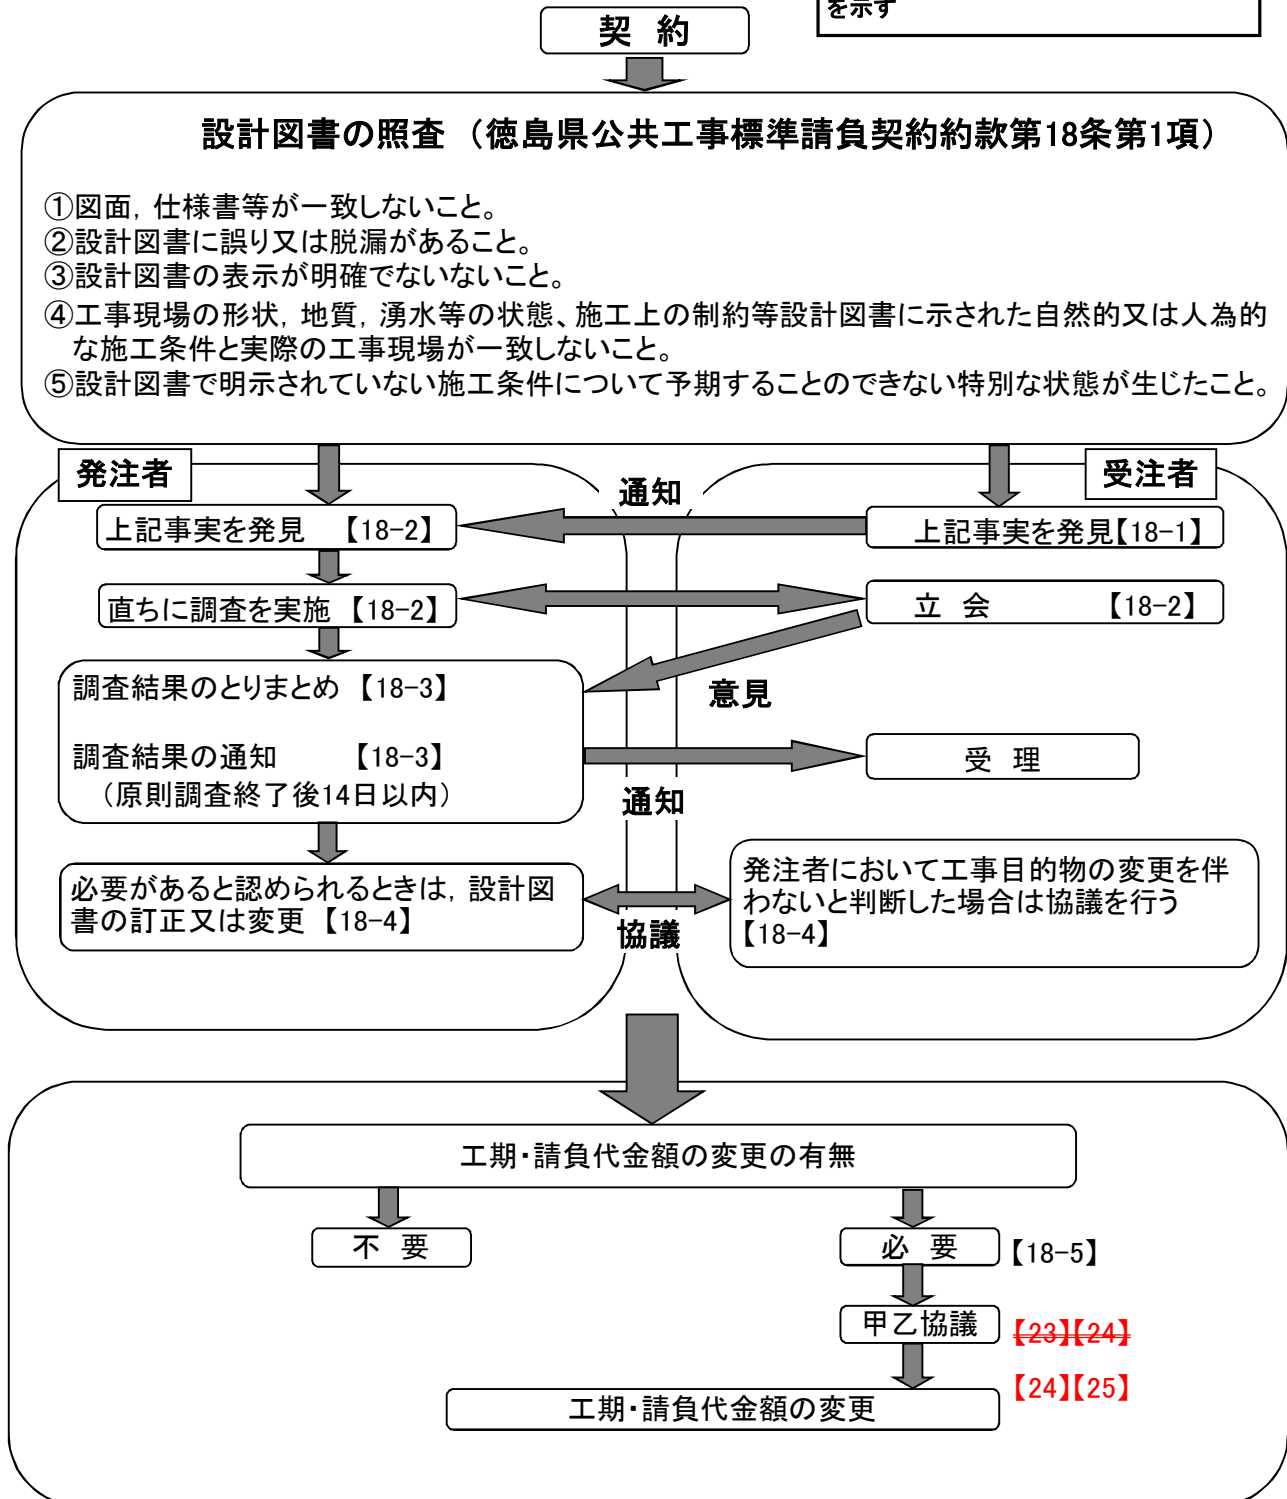 を示す
契 約
設計図書の照査 （徳島県公共工事標準請負契約約款第18条第1項）
①図面，仕様書等が一致しないこと。
②設計図書に誤り又は脱漏があること。
③設計図書の表示が明確でないないこと。
④工事現場の形状，地質，湧水等の状態、施工上の制約等設計図書に示された自然的又は人為的
な施工条件と実際の工事現場が一致しないこと。
⑤設計図書で明示されていない施工条件について予期することのできない特別な状態が生じたこと。
発注者
受注者
通知
上記事実を発見 【18-2】
上記事実を発見【18-1】
直ちに調査を実施 【18-2】
立 会 【18-2】
調査結果のとりまとめ 【18-3】
意見
調査結果の通知 【18-3】
（原則調査終了後14日以内）
受 理
通知
必要があると認められるときは，設計図
書の訂正又は変更 【18-4】
協議
発注者において工事目的物の変更を伴
わないと判断した場合は協議を行う
【18-4】
工期・請負代金額の変更の有無
不 要
必 要
【18-5】
甲乙協議
【23】【24】
【24】【25】
工期・請負代金額の変更